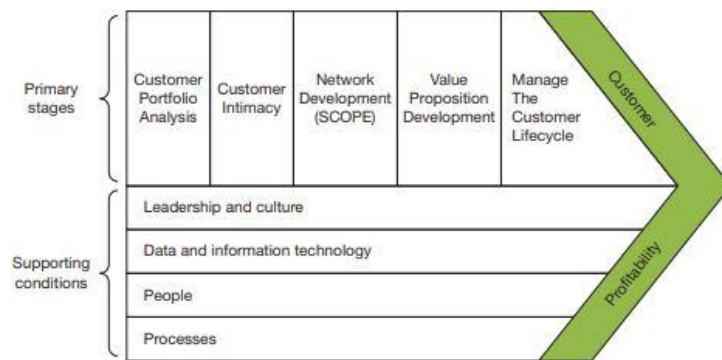 Primary
stages
Customer
Portfolio
Analysis
Customer
Intimacy
Network
Development
(SCOPE)
Value
Proposition
Development
Manage
The
Customer
Lifecycle
Customer
Supporting
conditions
Leadership and culture
Data and information technology
People
Processes
Profitability